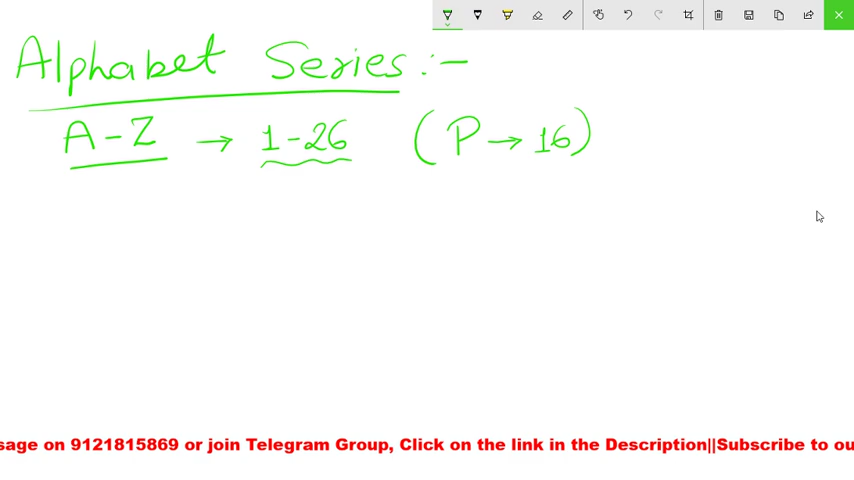 Alphabet Series :-
A-Z → 1-26 (P → 16)
sage on 9121815869 or join Telegram Group, Click on the link in the Description||Subscribe to ou